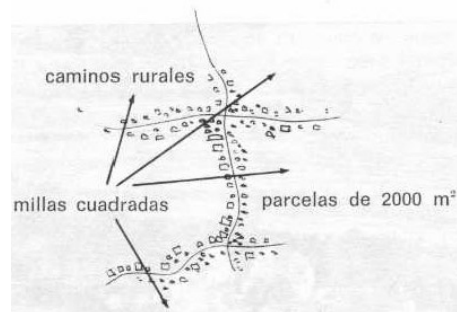 caminos rurales
millas cuadradas
parcelas de 2000 m²